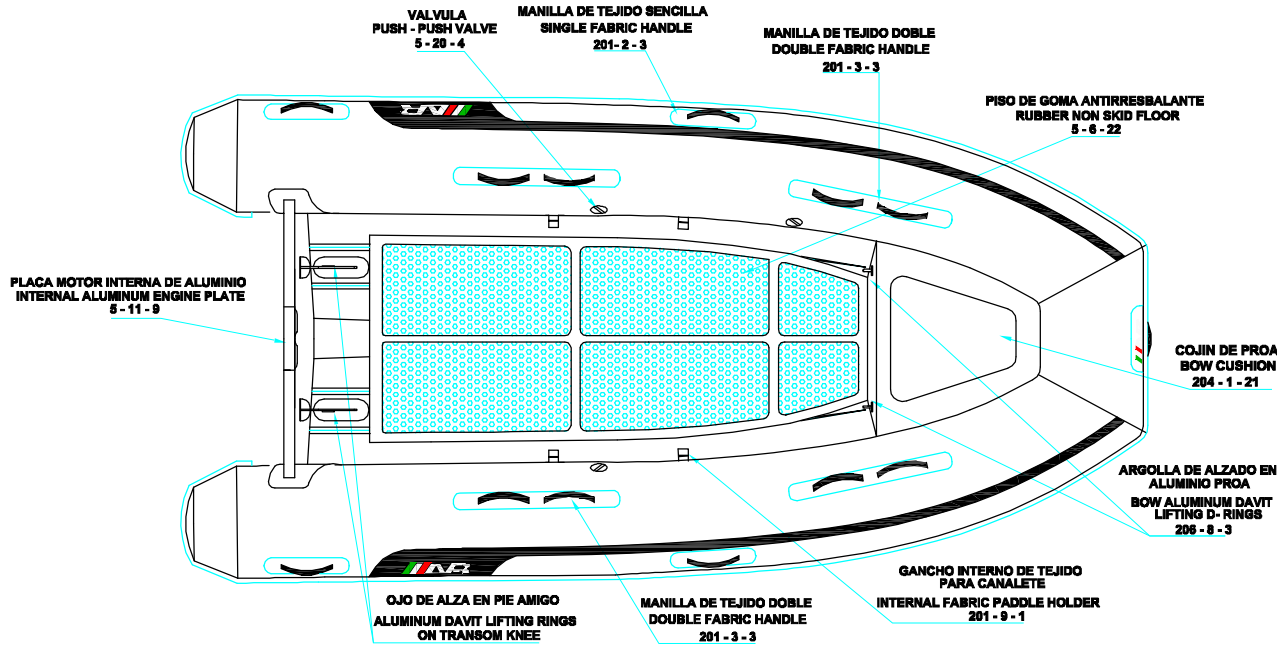 VALVULA
PUSH - PUSH VALVE
5 - 20 - 4
MANILLA DE TEJIDO SENCILLA
SINGLE FABRIC HANDLE
201- 2 - 3
MANILLA DE TEJIDO DOBLE
DOUBLE FABRIC HANDLE
201 - 3 - 3
PISO DE GOMA ANTIRRESBALANTE
RUBBER NON SKID FLOOR
5 - 6 - 22
AR
PLACA MOTOR INTERNA DE ALUMINIO
INTERNAL ALUMINUM ENGINE PLATE
5 - 11 - 9
COJIN DE PROA
BOW CUSHION
204 - 1 - 21
ARGOLLA DE ALZADO EN
ALUMINIO PROA
BOW ALUMINUM DAVIT
LIFTING D- RINGS
206 - 8 - 3
AR
OJO DE ALZA EN PIE AMIGO
ALUMINUM DAVIT LIFTING RINGS
ON TRANSOM KNEE
MANILLA DE TEJIDO DOBLE
DOUBLE FABRIC HANDLE
201 - 3 - 3
GANCHO INTERNO DE TEJIDO
PARA CANALETE
INTERNAL FABRIC PADDLE HOLDER
201 - 9 - 1